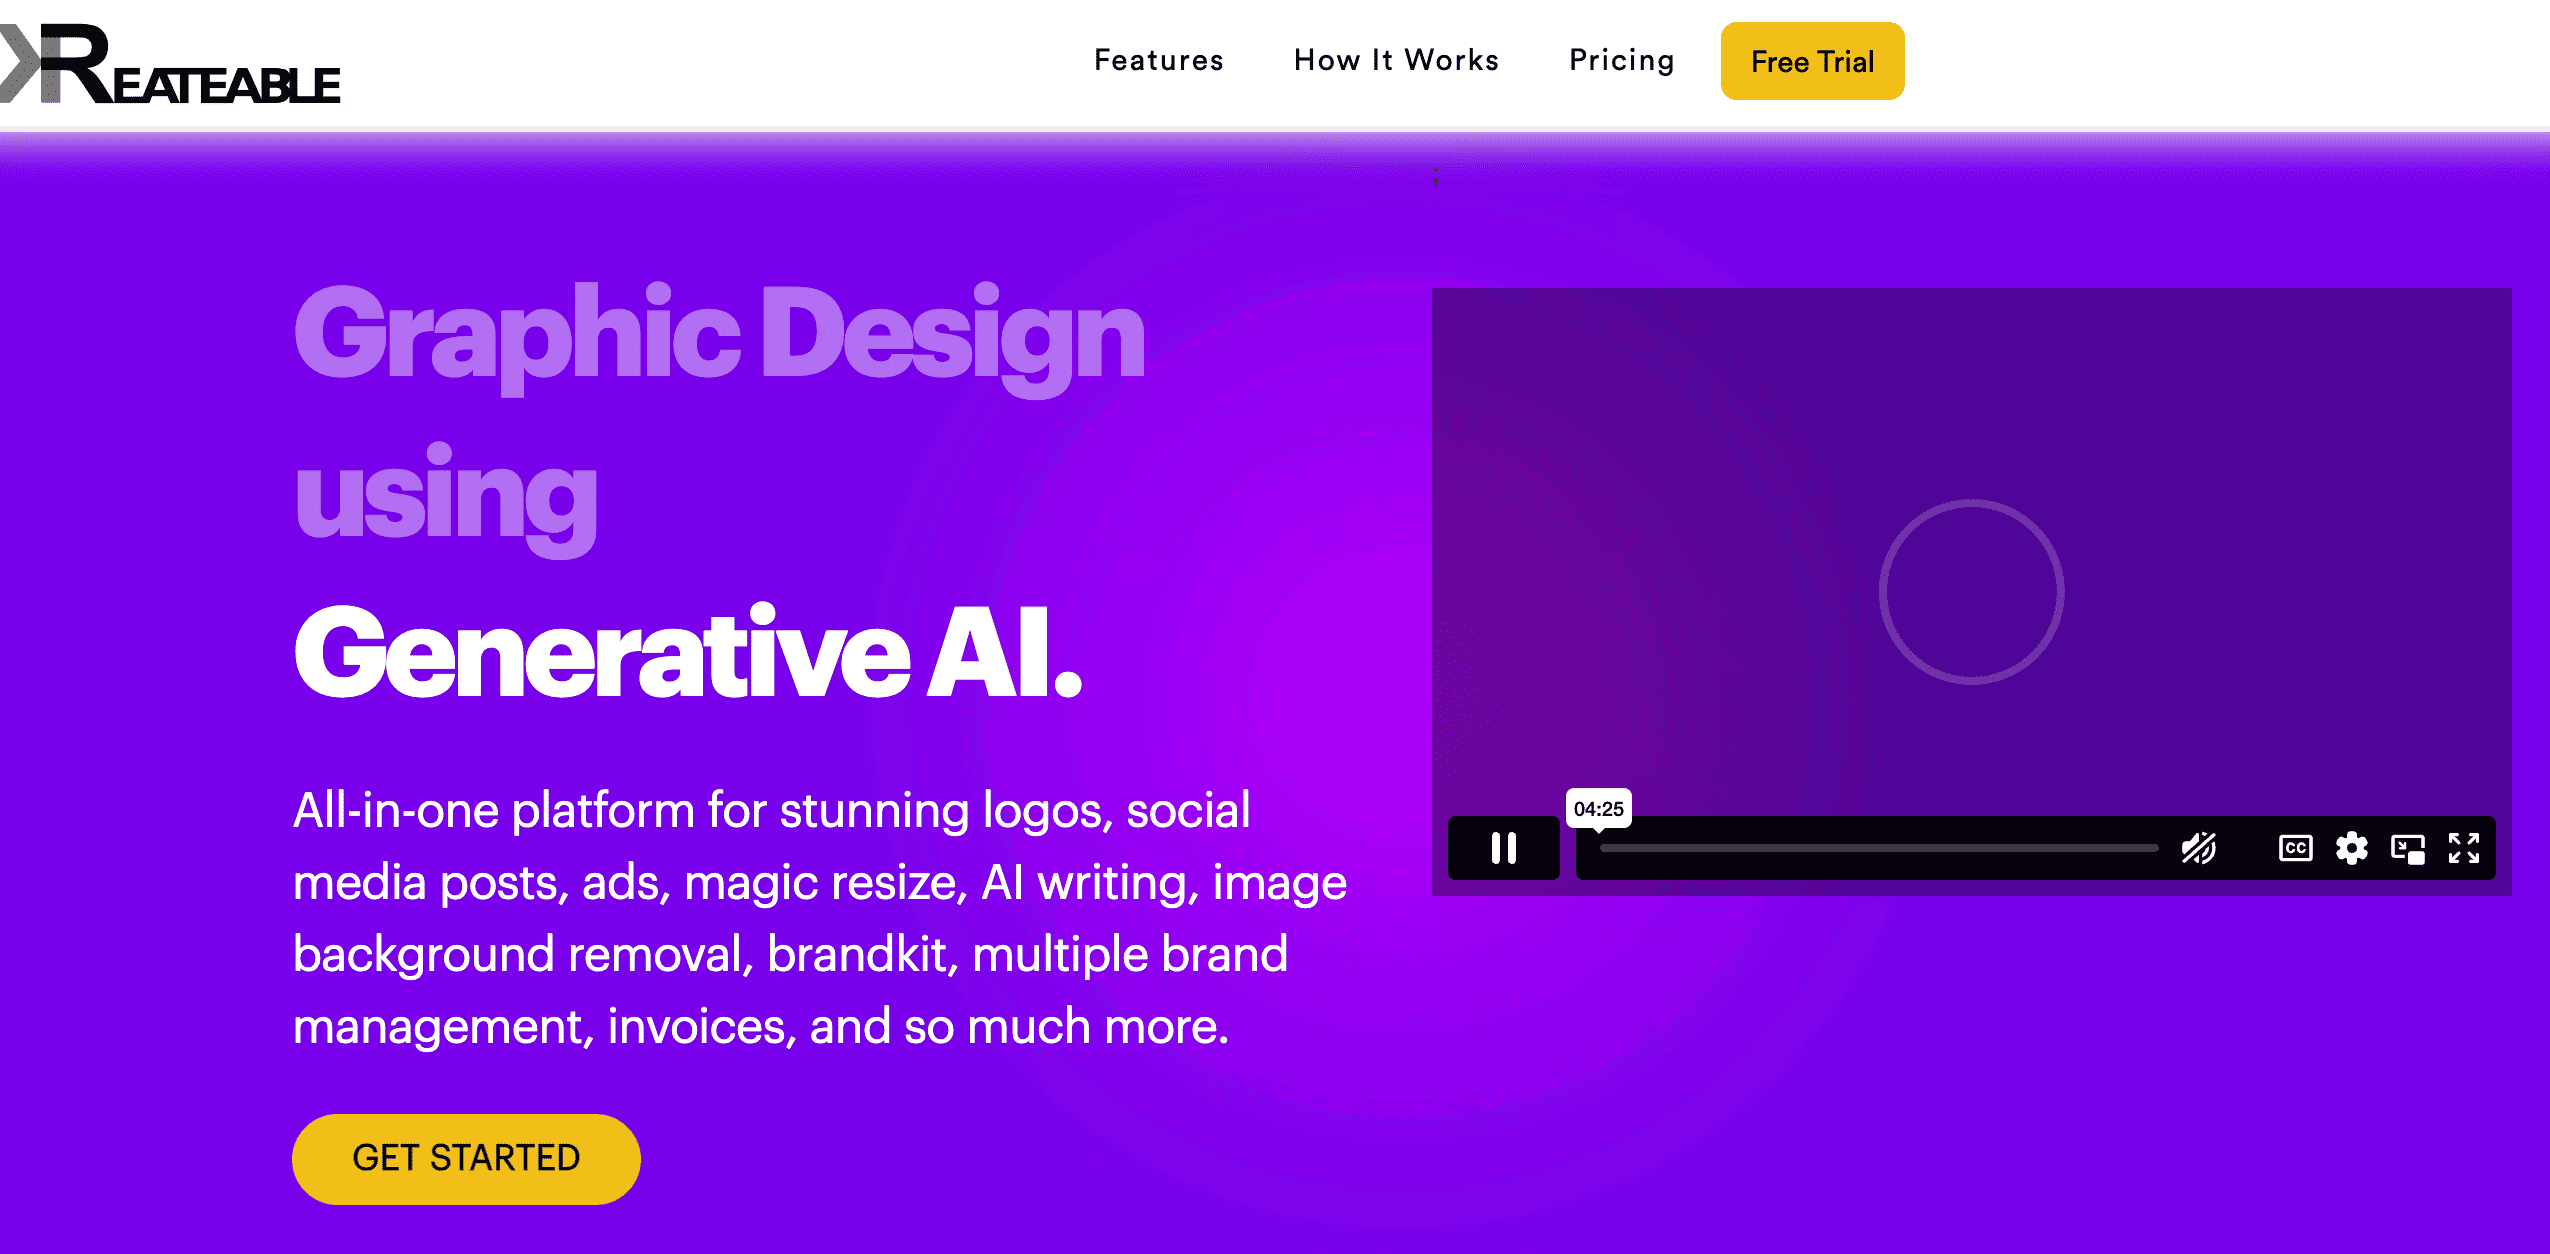 KREATEABLE
Features
How It Works
Pricing
Free Trial
:
Graphic Design
using
Generative AI.
All-in-one platform for stunning logos, social
media posts, ads, magic resize, AI writing, image
background removal, brandkit, multiple brand
management, invoices, and so much more.
GET STARTED
04:25
CC